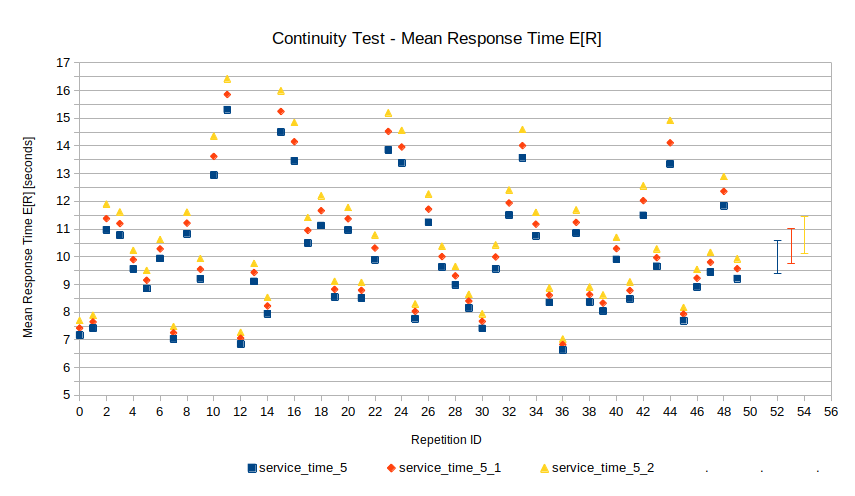 Continuity Test - Mean Response Time E[R]
17
16
15
14
13
12
11
10
9
8
7
6
5
Mean Response Time E[R] [seconds]
0 2 4 6 8 10 12 14 16 18 20 22 24 26 28 30 32 34 36 38 40 42 44 46 48 50 52 54 56
Repetition ID
service_time_5 service_time_5_1 service_time_5_2 . . .